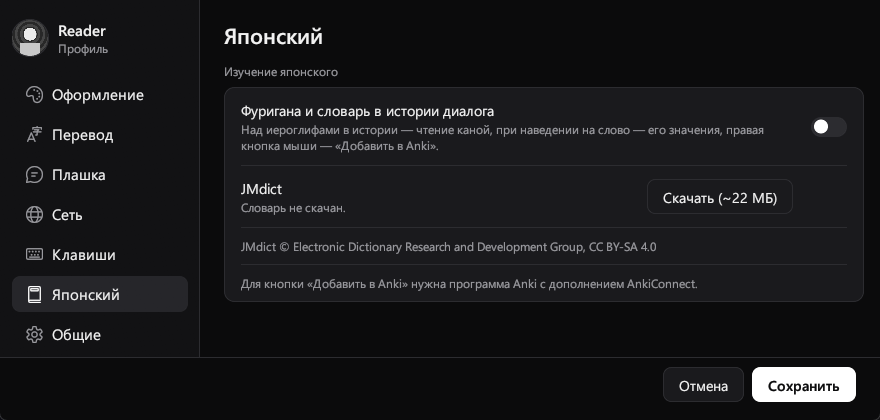 Reader
Профиль
Оформление
Перевод
Плашка
Сеть
Клавиши
Японский
Общие
Японский
Изучение японского
Фуригана и словарь в истории диалога
Над иероглифами в истории — чтение каной, при наведении на слово — его значения, правая
кнопка мыши — «Добавить в Anki».
JMdict
Словарь не скачан.
Скачать (~22 МБ)
JMdict © Electronic Dictionary Research and Development Group, CC BY-SA 4.0
Для кнопки «Добавить в Anki» нужна программа Anki с дополнением AnkiConnect.
Отмена
Сохранить